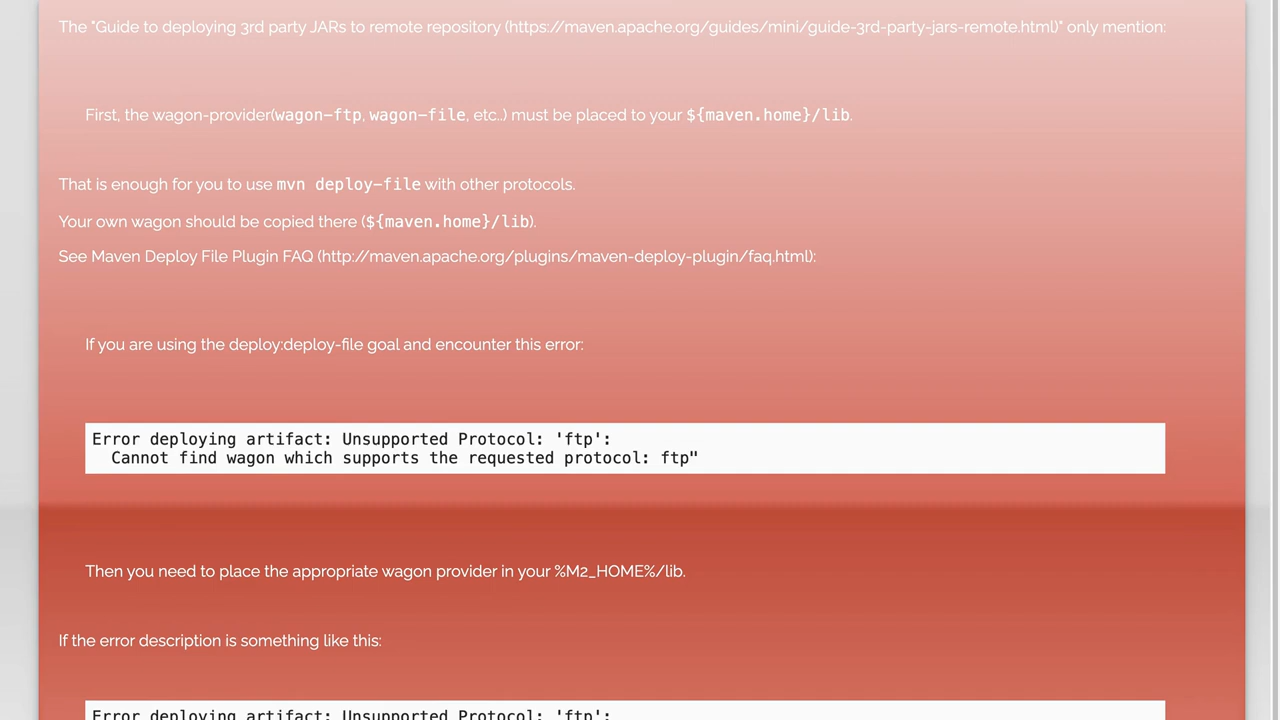 The "Guide to deploying 3rd party JARs to remote repository (https://maven.apache.org/guides/mini/guide-3rd-party-jars-remote.html)" only mention:
First, the wagon-provider(wagon-ftp, wagon-file, etc..) must be placed to your ${maven.home}/lib.
That is enough for you to use mvn deploy-file with other protocols.
Your own wagon should be copied there (${maven.home}/lib).
See Maven Deploy File Plugin FAQ (http://maven.apache.org/plugins/maven-deploy-plugin/faq.html):
If you are using the deploy:deploy-file goal and encounter this error:
Error deploying artifact: Unsupported Protocol: 'ftp':
Cannot find wagon which supports the requested protocol: ftp"
Then you need to place the appropriate wagon provider in your %M2_HOME%/lib.
If the error description is something like this:
Error deploying artifact: Unsupported Protocol: 'ftp':